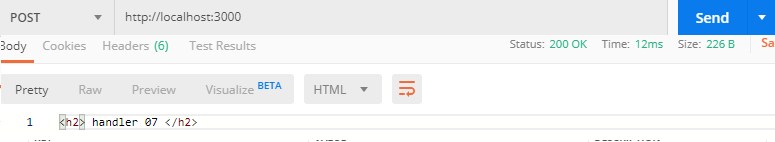 POST http://localhost:3000 Send
Body Cookies Headers (6) Test Results Status: 200 OK Time: 12ms Size: 226 B Sa
Pretty Raw Preview Visualize BETA HTML
1 <h2> handler 07 </h2>